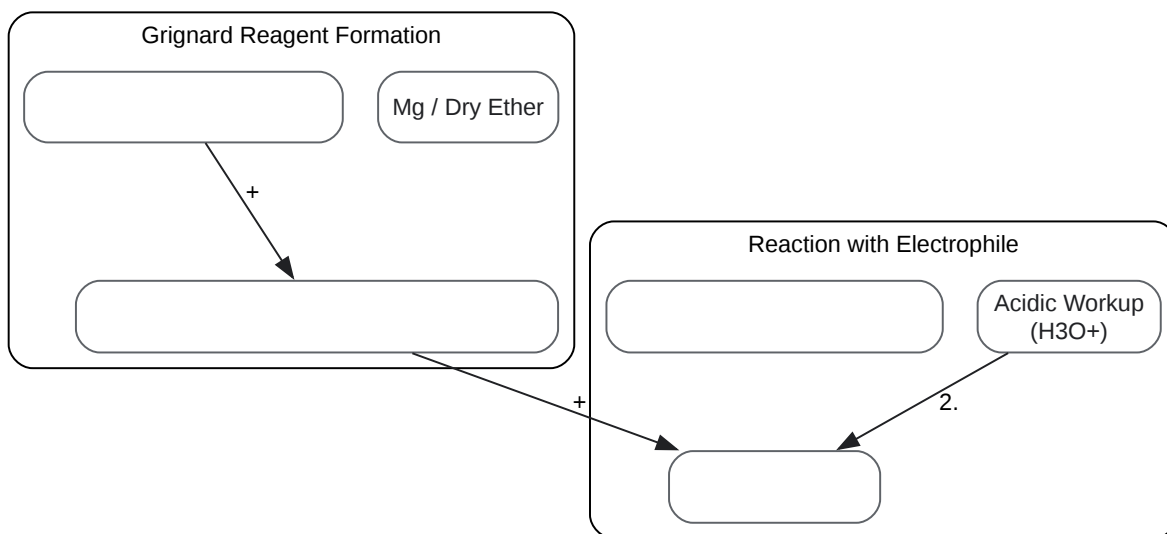 Grignard Reagent Formation
Mg / Dry Ether
+
Reaction with Electrophile
Acidic Workup
(H3O+)
+
2.